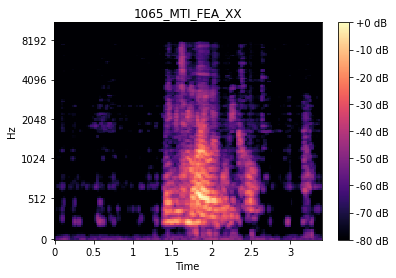 1065_MTI_FEA_XX
+0 dB
8192
-10 dB
4096
-20 dB
-30 dB
2048
Hz
-40 dB
1024
-50 dB
512
-60 dB
-70 dB
0
-80 dB
0 0.5 1 1.5 2 2.5 3
Time